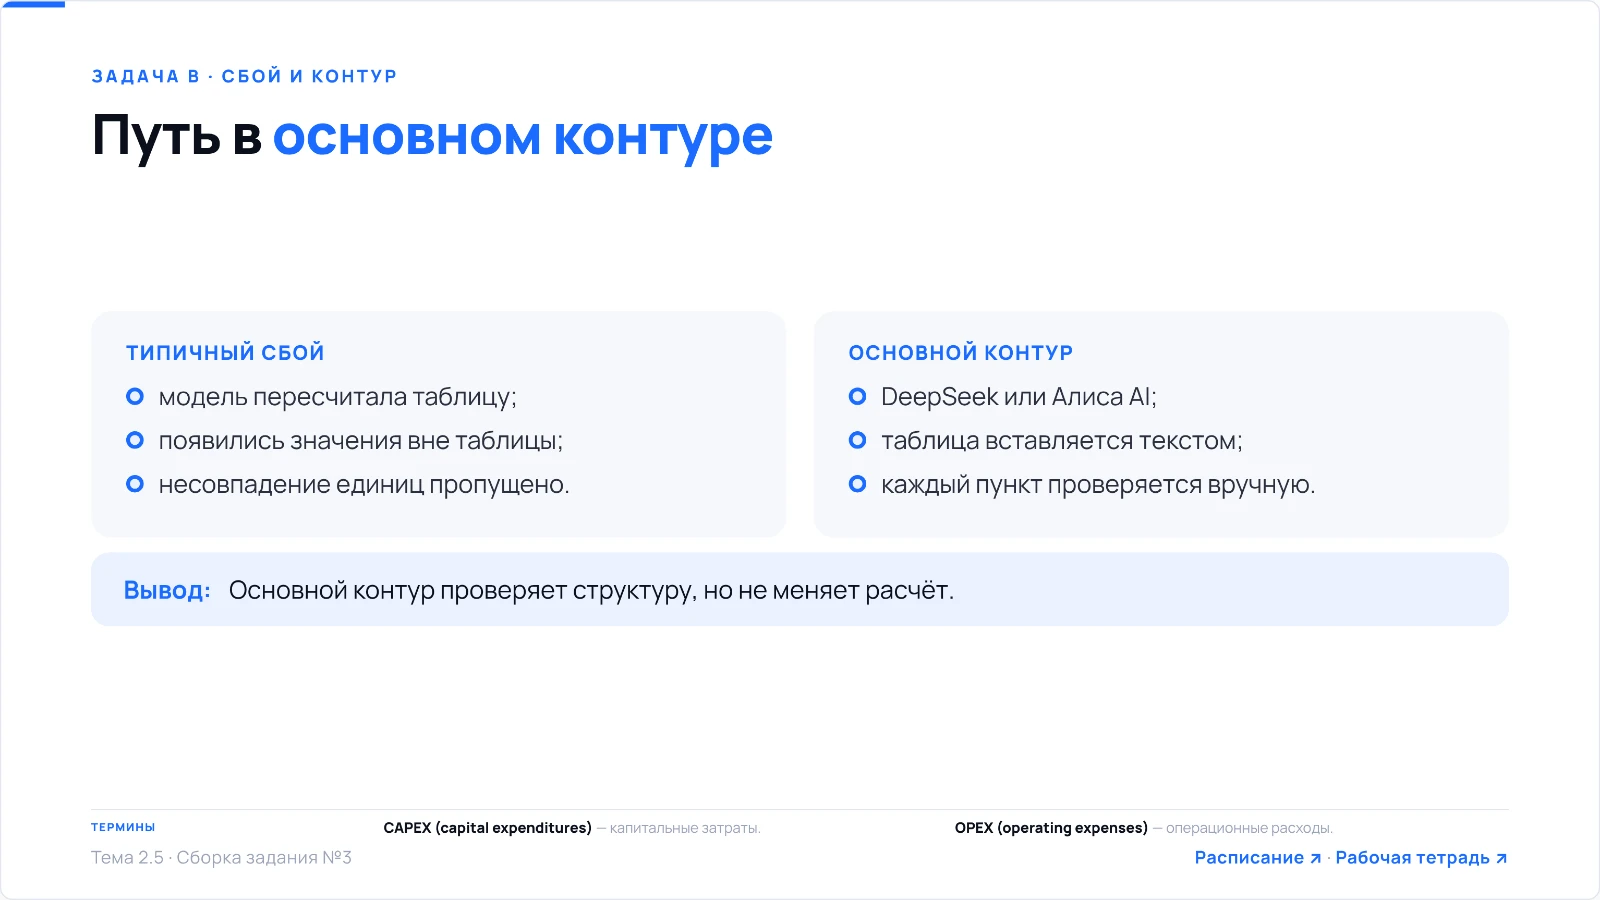 ЗАДАЧА В · СБОЙ И КОНТУР
Путь в основном контуре
ТИПИЧНЫЙ СБОЙ
модель пересчитала таблицу;
появились значения вне таблицы;
несовпадение единиц пропущено.
ОСНОВНОЙ КОНТУР
DeepSeek или Алиса AI;
таблица вставляется текстом;
каждый пункт проверяется вручную.
Вывод: Основной контур проверяет структуру, но не меняет расчёт.
ТЕРМИНЫ
CAPEX (capital expenditures) — капитальные затраты.
OPEX (operating expenses) — операционные расходы.
Тема 2.5 · Сборка задания №3
Расписание ↗ · Рабочая тетрадь ↗